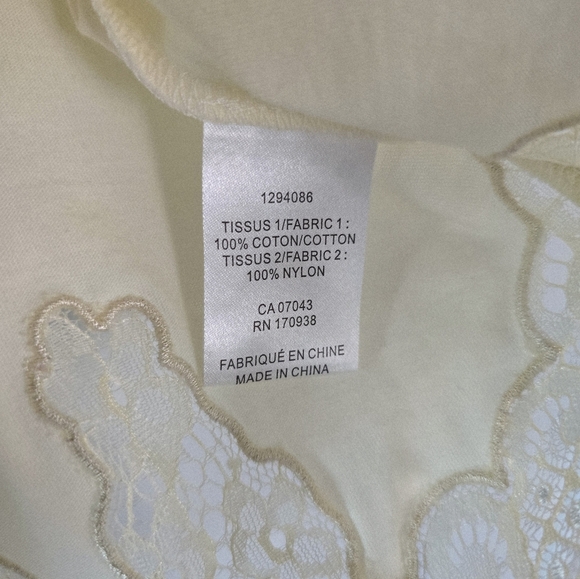 1294086
TISSUS 1/FABRIC 1 :
100% COTON/COTTON
TISSUS 2/FABRIC 2 :
100% NYLON
CA 07043
RN 170938
FABRIQUÉ EN CHINE
MADE IN CHINA